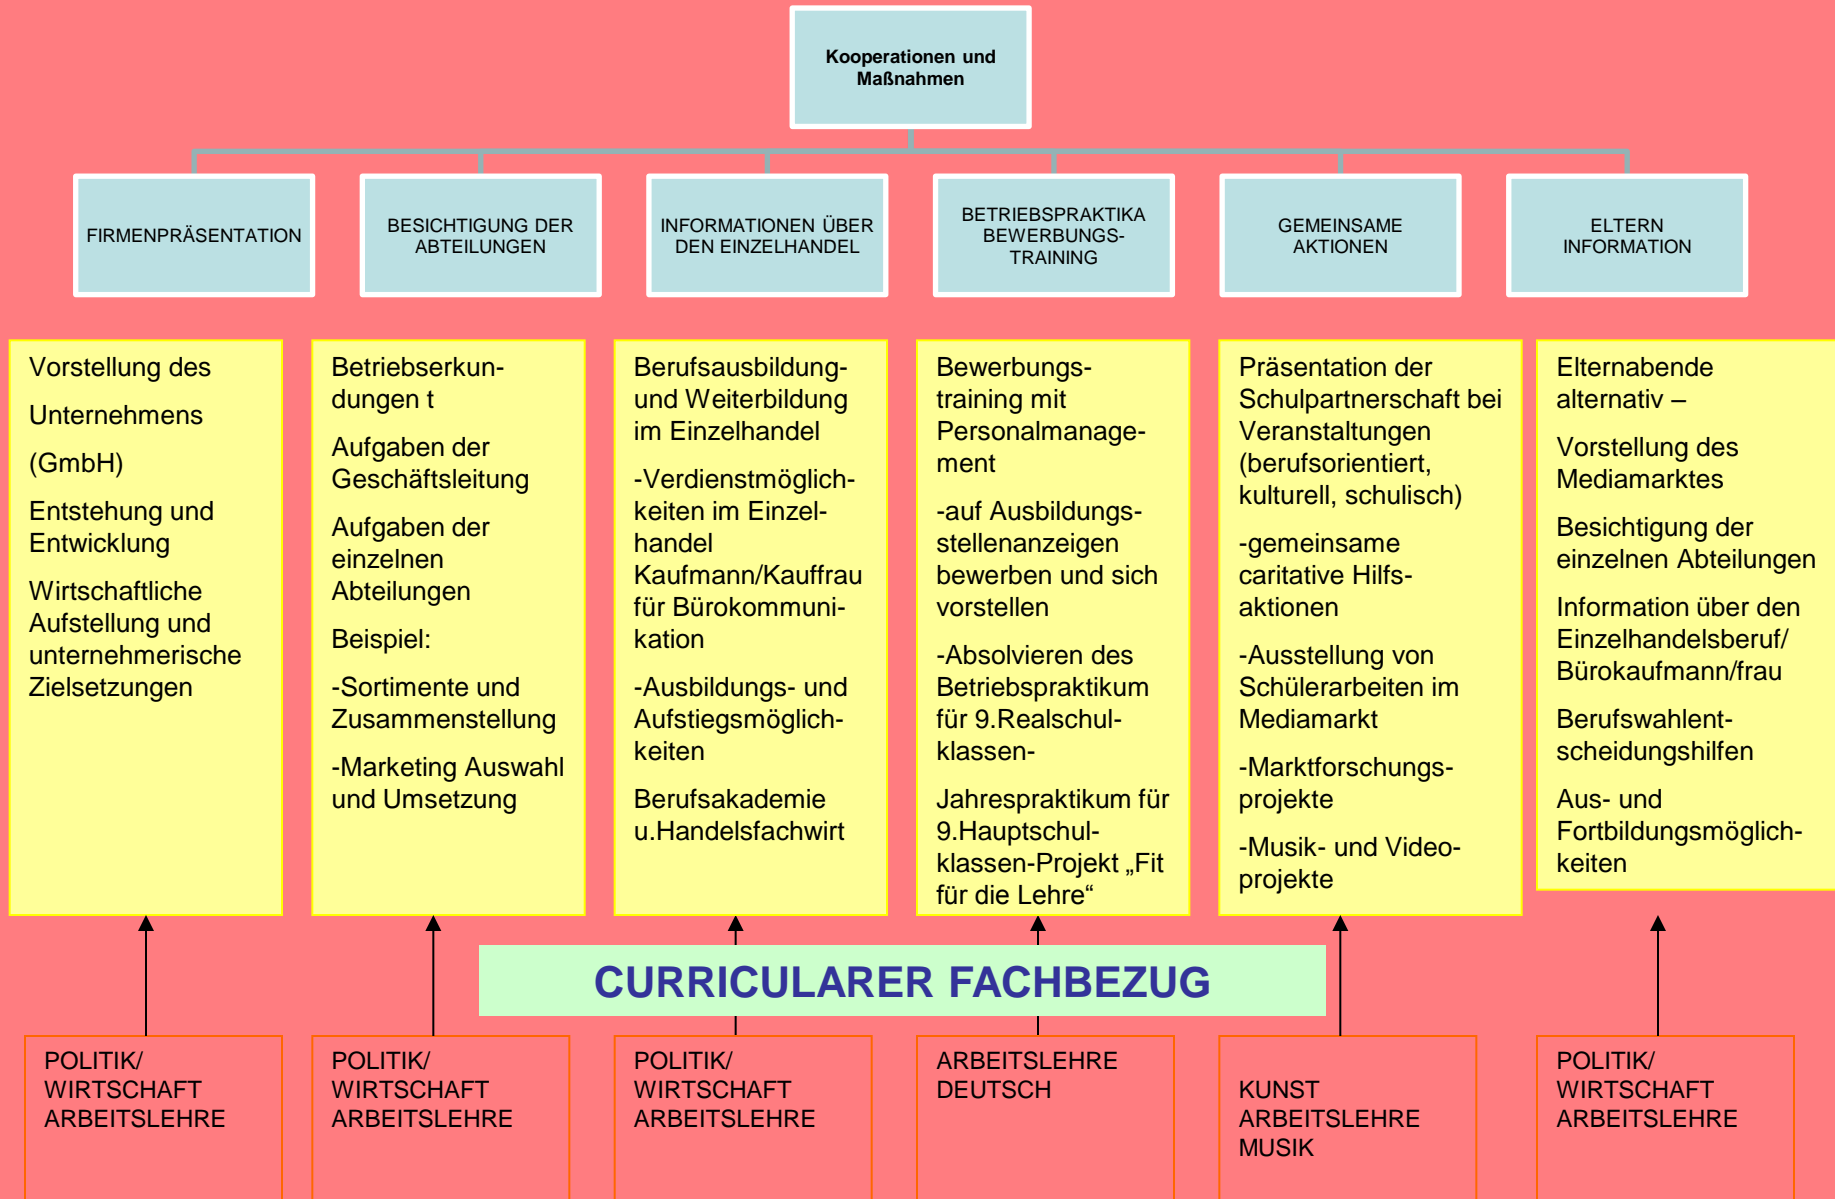 Kooperationen und
Maßnahmen
FIRMENPRÄSENTATION
BESICHTIGUNG DER
ABTEILUNGEN
INFORMATIONEN ÜBER
DEN EINZELHANDEL
BETRIEBSPRAKTIKA
BEWERBUNGS-
TRAINING
GEMEINSAME
AKTIONEN
ELTERN
INFORMATION
Vorstellung des
Unternehmens
(GmbH)
Entstehung und
Entwicklung
Wirtschaftliche
Aufstellung und
unternehmerische
Zielsetzungen
Betriebserkun-
dungen t
Aufgaben der
Geschäftsleitung
Aufgaben der
einzelnen
Abteilungen
Beispiel:
-Sortimente und
Zusammenstellung
-Marketing Auswahl
und Umsetzung
Berufsausbildung-
und Weiterbildung
im Einzelhandel
-Verdienstmöglich-
keiten im Einzel-
handel
Kaufmann/Kauffrau
für Bürokommuni-
kation
-Ausbildungs- und
Aufstiegsmöglich-
keiten
Berufsakademie
u.Handelsfachwirt
Bewerbungs-
training mit
Personalmanage-
ment
-auf Ausbildungs-
stellenanzeigen
bewerben und sich
vorstellen
-Absolvieren des
Betriebspraktikum
für 9.Realschul-
klassen-
Jahrespraktikum für
9.Hauptschul-
klassen-Projekt „Fit
für die Lehre“
Präsentation der
Schulpartnerschaft bei
Veranstaltungen
(berufsorientiert,
kulturell, schulisch)
-gemeinsame
caritative Hilfs-
aktionen
-Ausstellung von
Schülerarbeiten im
Mediamarkt
-Marktforschungs-
projekte
-Musik- und Video-
projekte
Elternabende
alternativ –
Vorstellung des
Mediamarktes
Besichtigung der
einzelnen Abteilungen
Information über den
Einzelhandelsberuf/
Bürokaufmann/frau
Berufswahlent-
scheidungshilfen
Aus- und
Fortbildungsmöglich-
keiten
CURRICULARER FACHBEZUG
POLITIK/
WIRTSCHAFT
ARBEITSLEHRE
POLITIK/
WIRTSCHAFT
ARBEITSLEHRE
POLITIK/
WIRTSCHAFT
ARBEITSLEHRE
ARBEITSLEHRE
DEUTSCH
KUNST
ARBEITSLEHRE
MUSIK
POLITIK/
WIRTSCHAFT
ARBEITSLEHRE